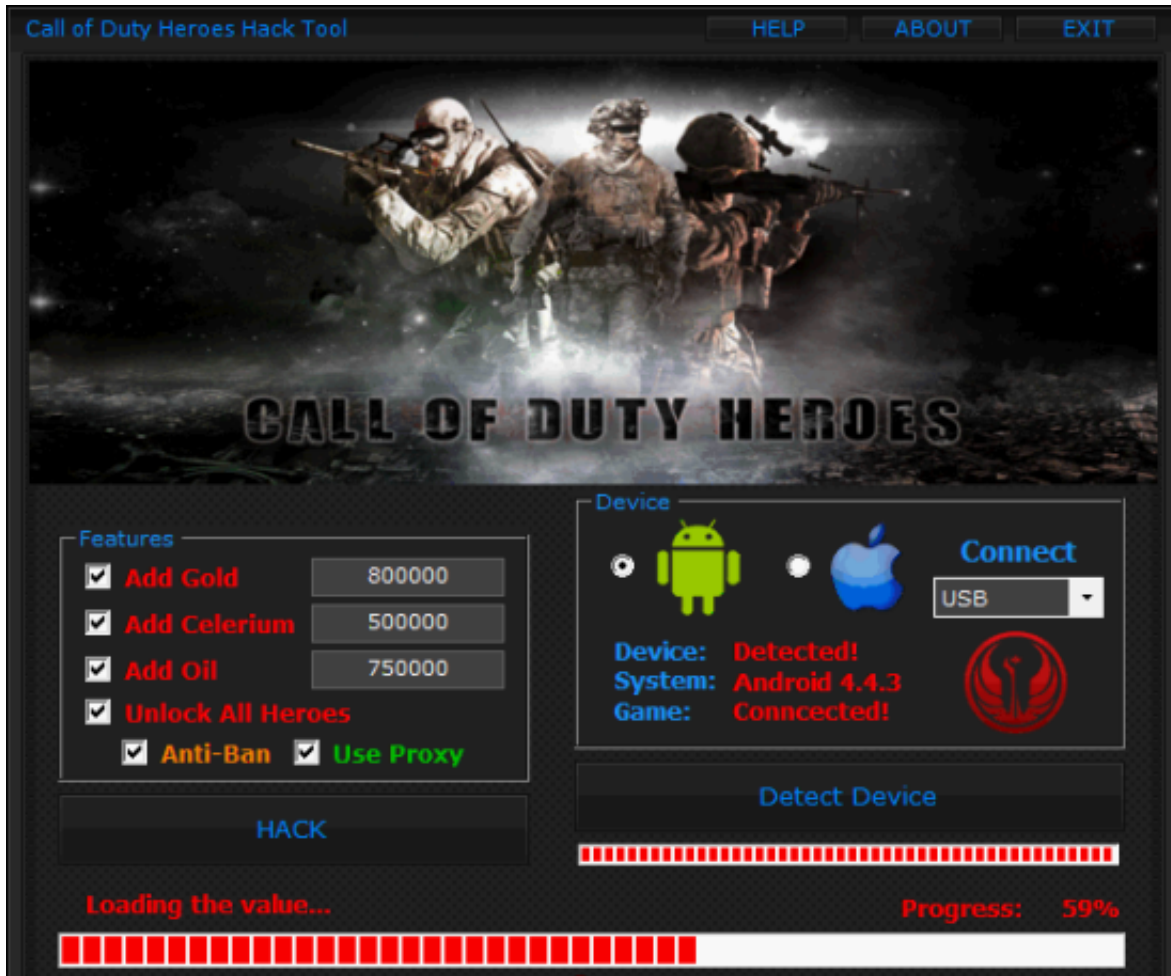 Call of Duty Heroes Hack Tool HELP ABOUT EXIT
CALL OF DUTY HEROES
Features
Add Gold 800000
Add Celerium 500000
Add Oil 750000
Unlock All Heroes
Anti-Ban Use Proxy
HACK
Device
Connect
USB
Device: Detected!
System: Android 4.4.3
Game: Conncected!
Detect Device
Loading the value... Progress: 59%